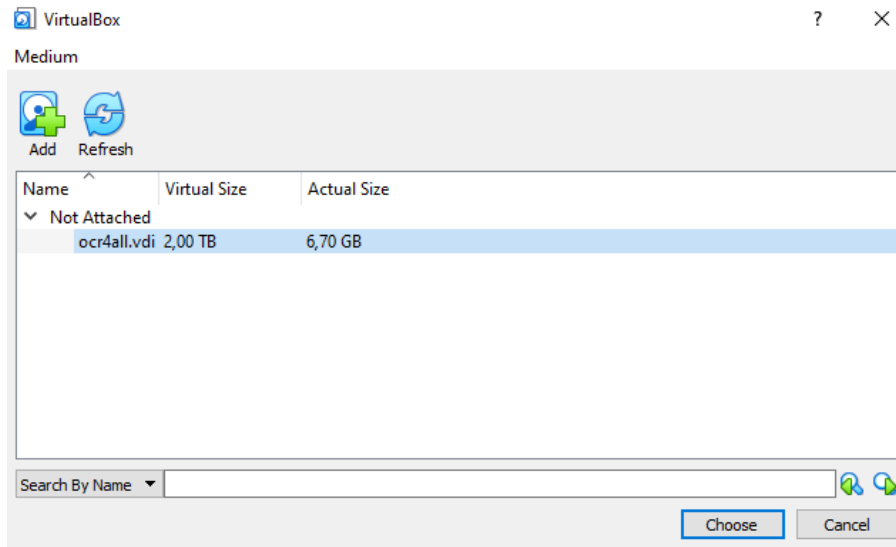 VirtualBox ?
Medium
Add Refresh
Name Virtual Size Actual Size
Not Attached
ocr4all.vdi 2,00 TB 6,70 GB
Search By Name
Choose Cancel